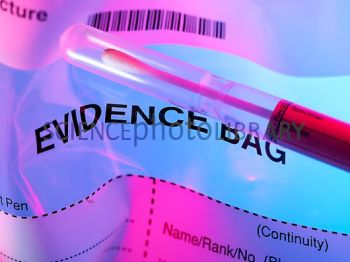 cture
EVIDENCE BAG
SCIENCEphotoLIBRARY
t Pen
(Continuity)
Name/Rank/No.